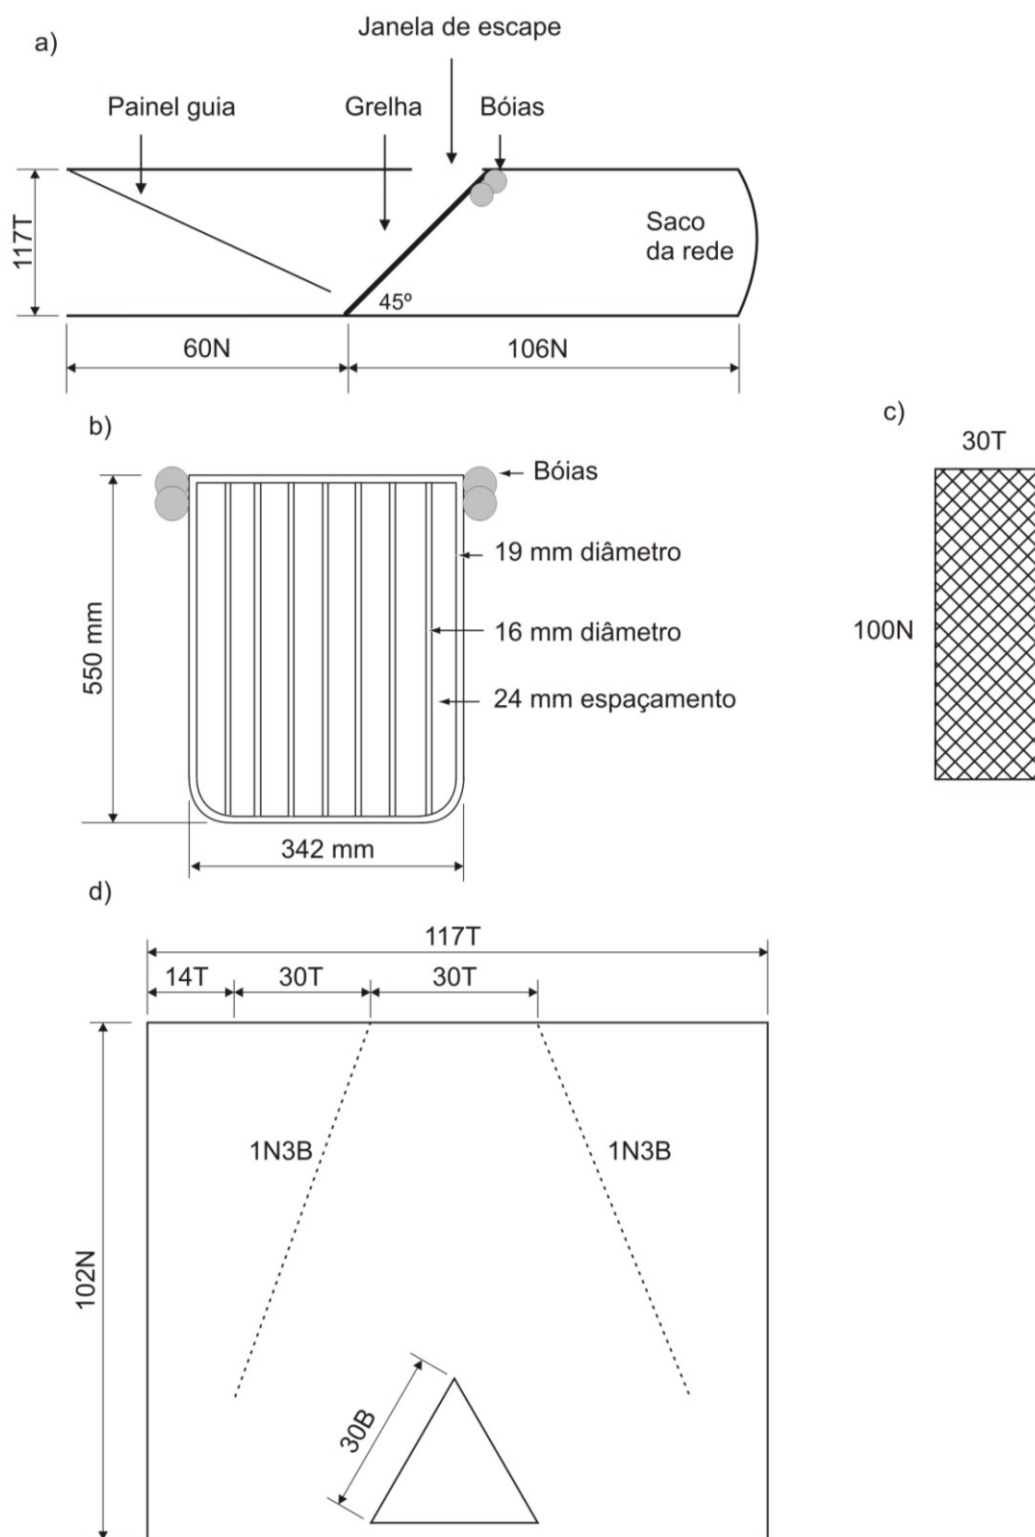 a)
Janela de escape
Painel guia
Grelha
Bóias
117T
Saco
da rede
45º
60N
106N
b)
Bóias
550 mm
19 mm diâmetro
16 mm diâmetro
24 mm espaçamento
342 mm
c)
30T
100N
d)
117T
14T
30T
30T
102N
1N3B
1N3B
30B